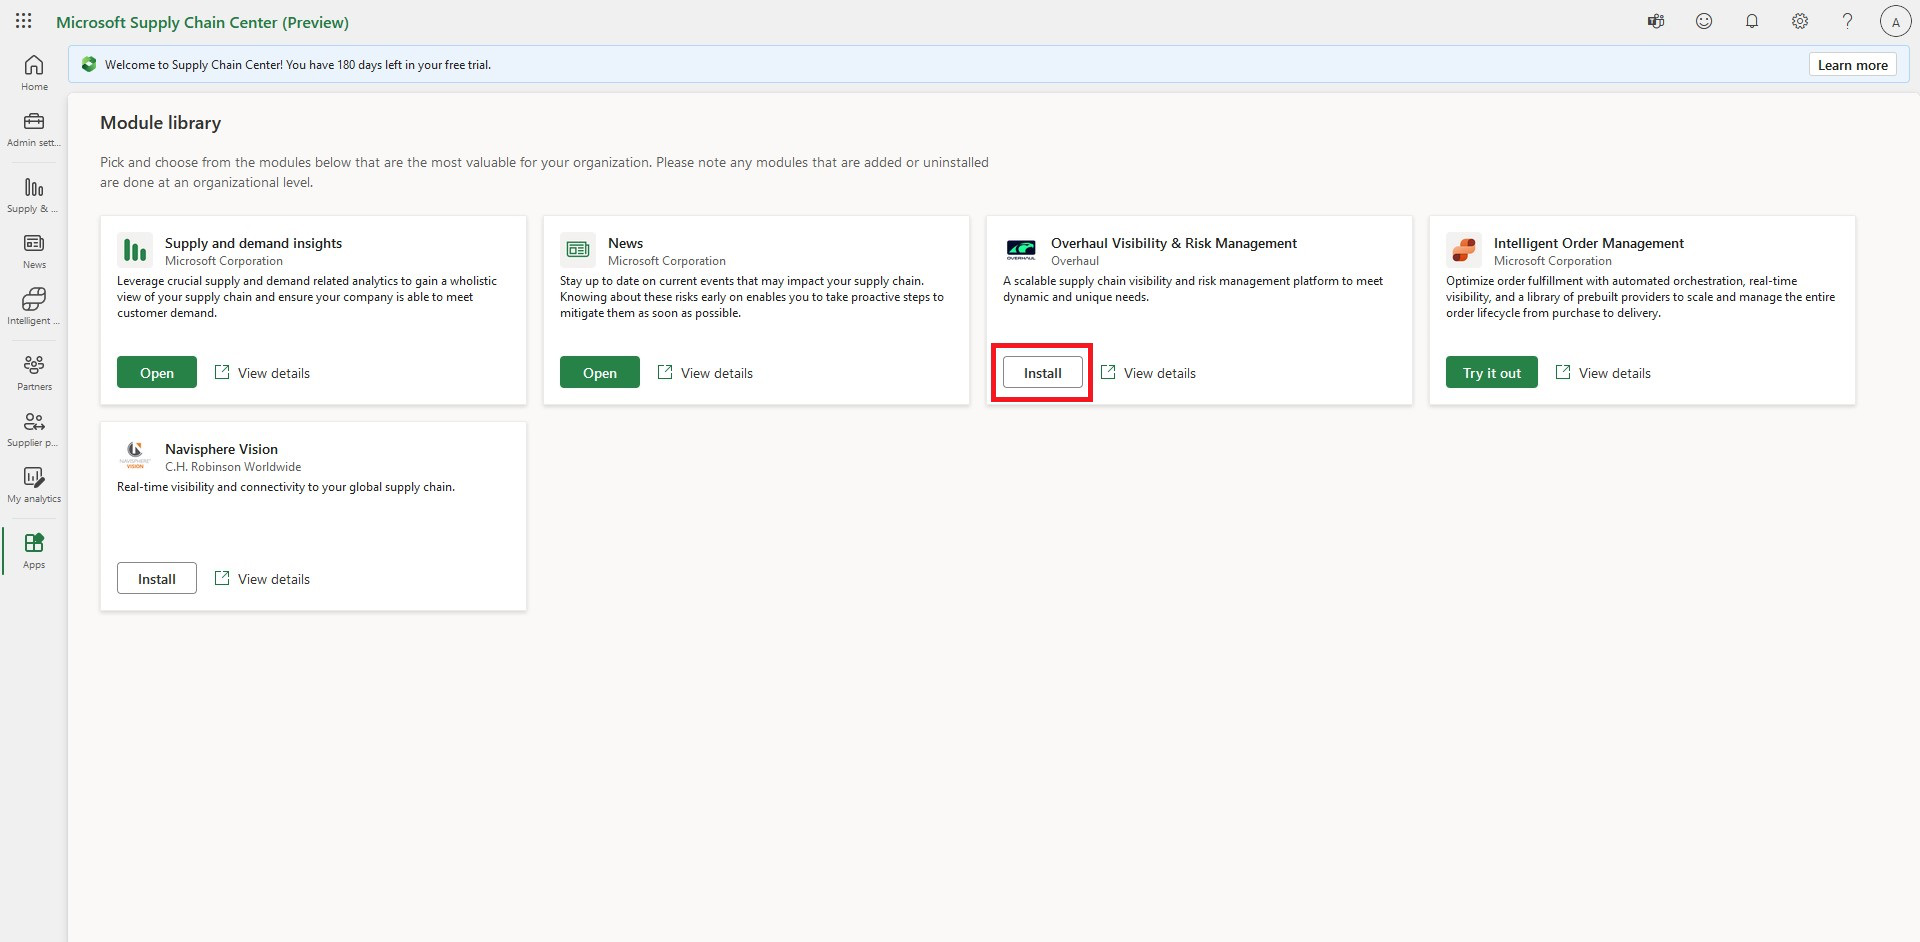 Microsoft Supply Chain Center (Preview)
A
Welcome to Supply Chain Center! You have 180 days left in your free trial.
Learn more
Home
Admin sett...
Supply & ...
News
Intelligent ...
Partners
Supplier p...
My analytics
Apps
Module library
Pick and choose from the modules below that are the most valuable for your organization. Please note any modules that are added or uninstalled
are done at an organizational level.
Supply and demand insights
Microsoft Corporation
Leverage crucial supply and demand related analytics to gain a wholistic
view of your supply chain and ensure your company is able to meet
customer demand.
Open
View details
News
Microsoft Corporation
Stay up to date on current events that may impact your supply chain.
Knowing about these risks early on enables you to take proactive steps to
mitigate them as soon as possible.
Open
View details
OVERHAUL
Overhaul Visibility & Risk Management
Overhaul
A scalable supply chain visibility and risk management platform to meet
dynamic and unique needs.
Install
View details
Intelligent Order Management
Microsoft Corporation
Optimize order fulfillment with automated orchestration, real-time
visibility, and a library of prebuilt providers to scale and manage the entire
order lifecycle from purchase to delivery.
Try it out
View details
NAVISPHERE
VISION
Navisphere Vision
C.H. Robinson Worldwide
Real-time visibility and connectivity to your global supply chain.
Install
View details